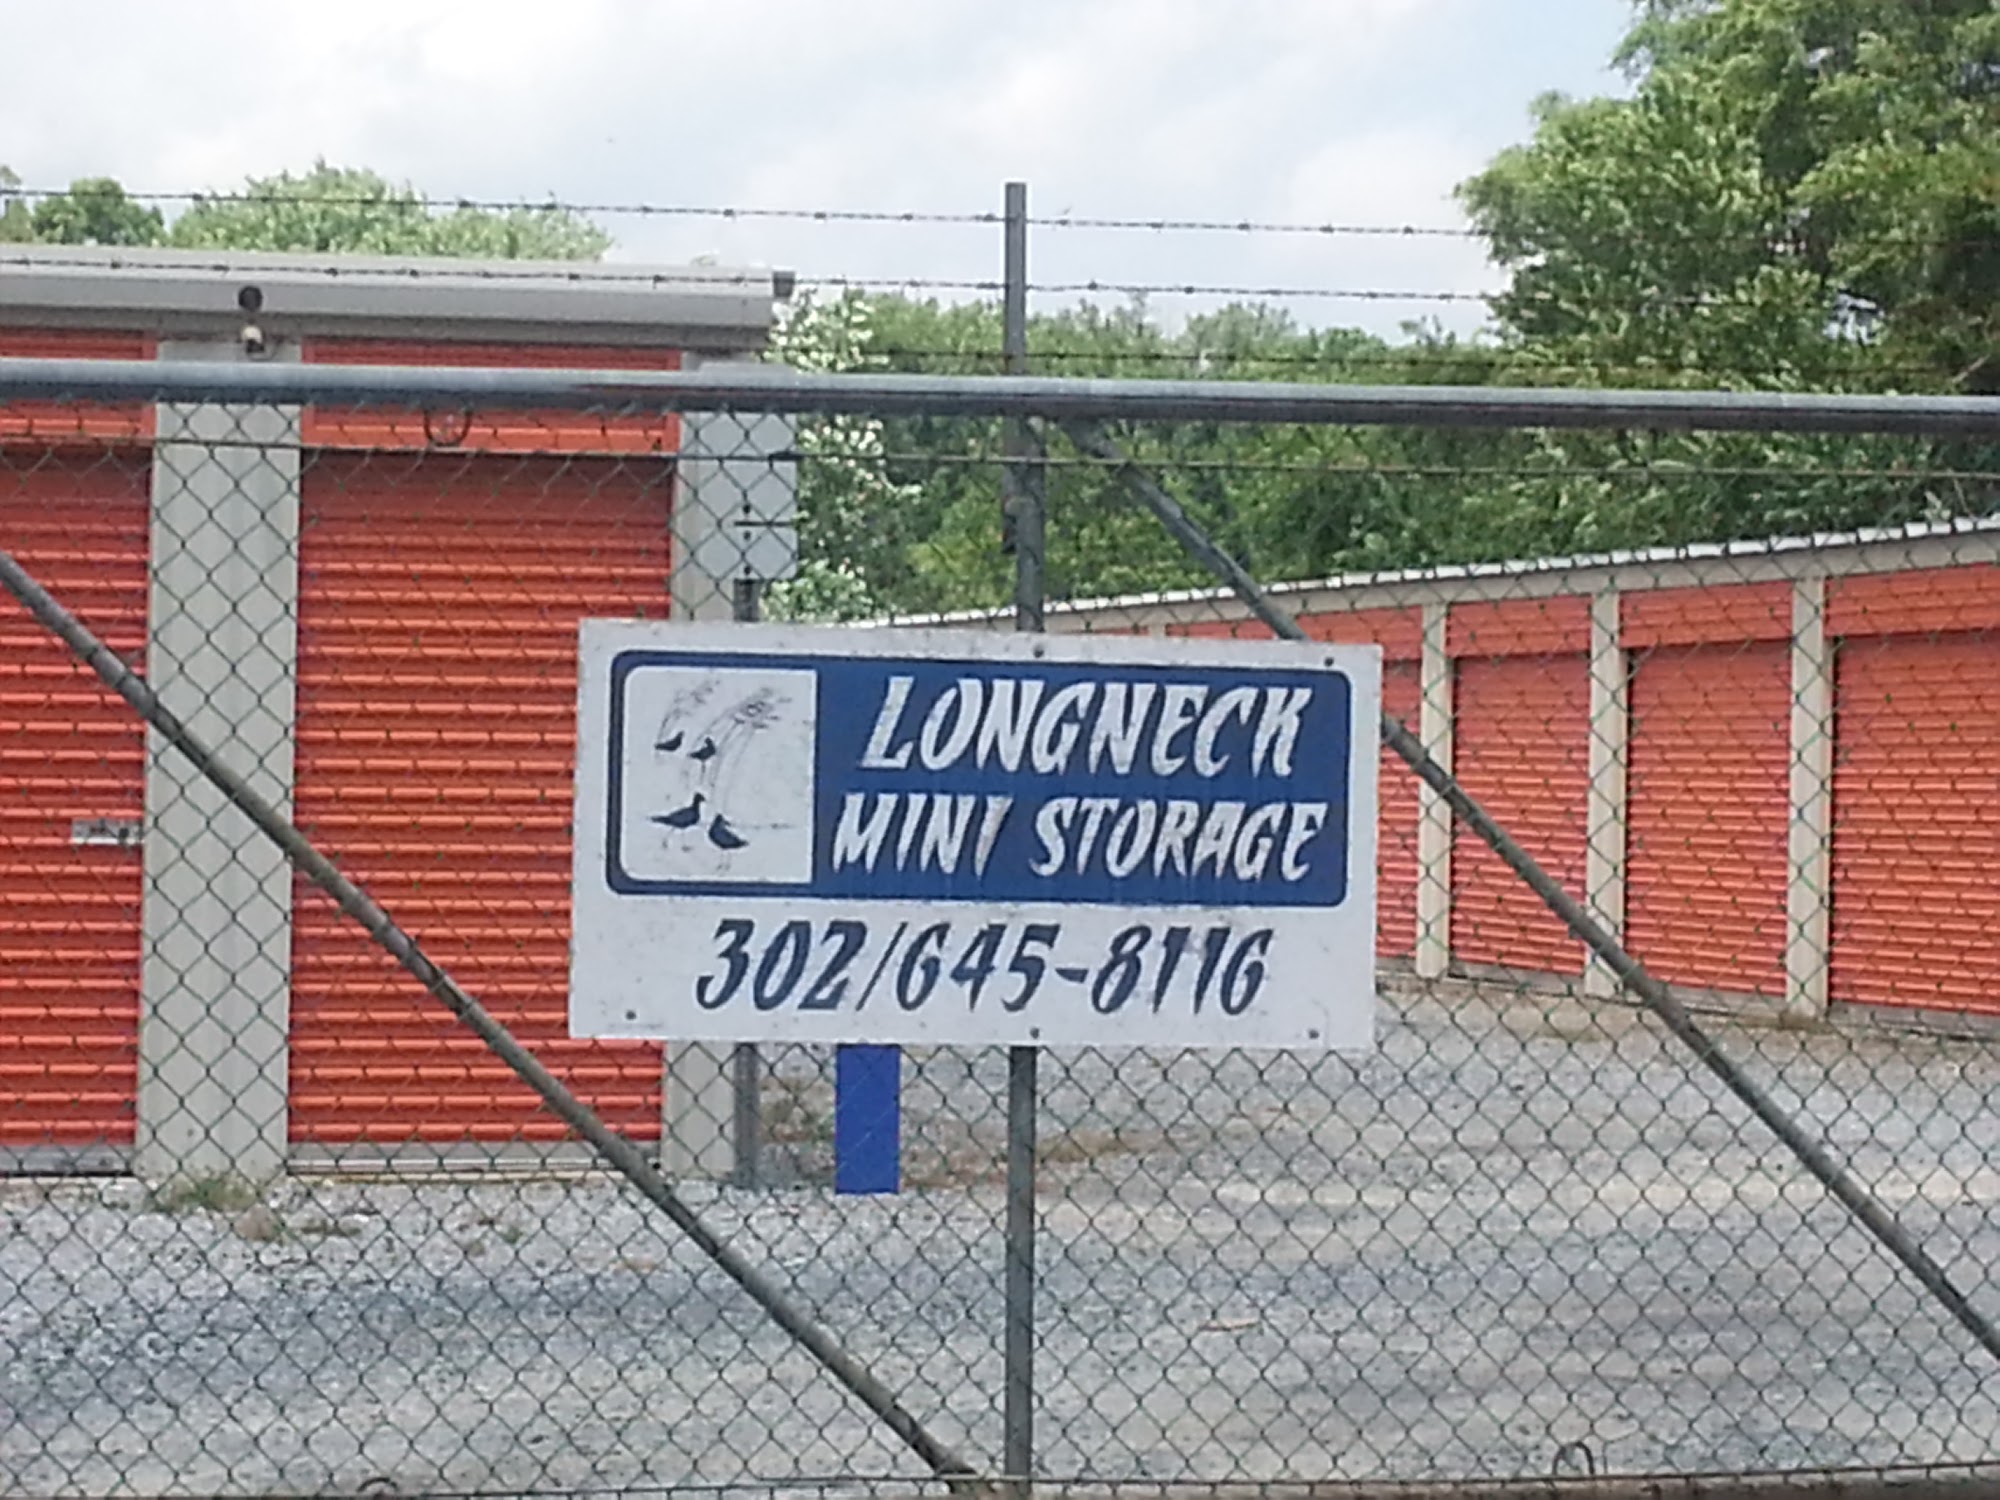 LONGNECK
MINI STORAGE
302/645-8116